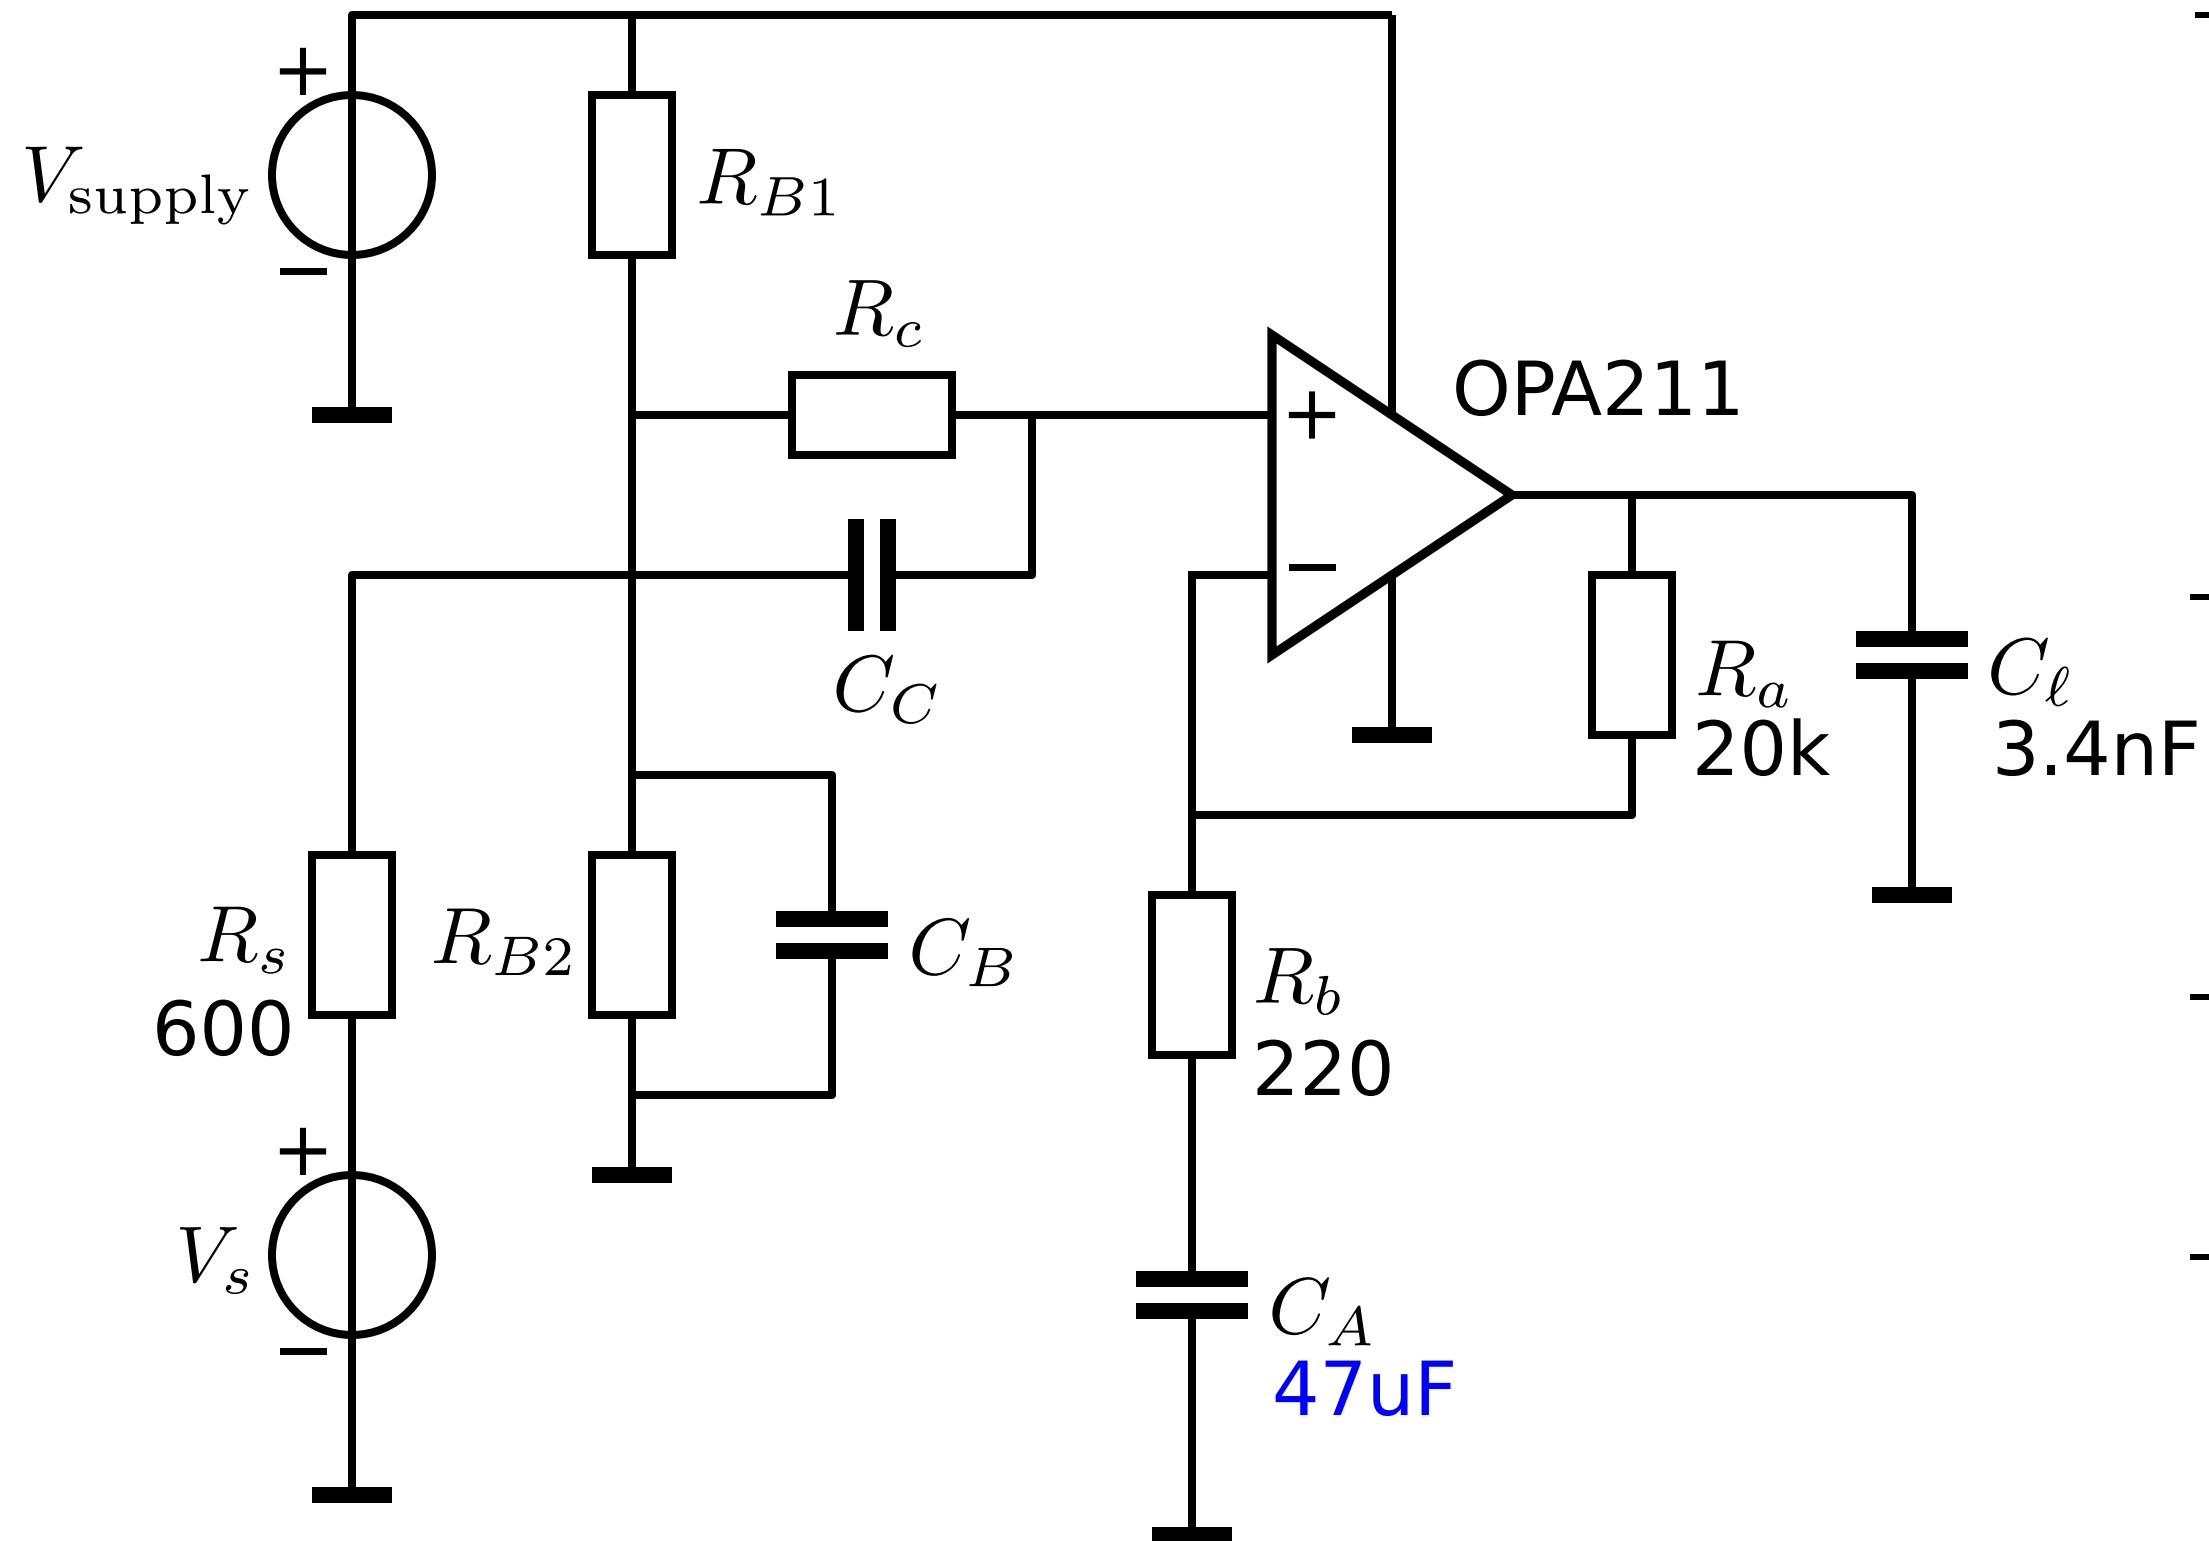 +
V_supply
−
R_B1
R_c
+
−
OPA211
C_C
R_a
20k
C_ℓ
3.4nF
R_s
600
R_B2
C_B
R_b
220
+
V_s
−
C_A
47uF